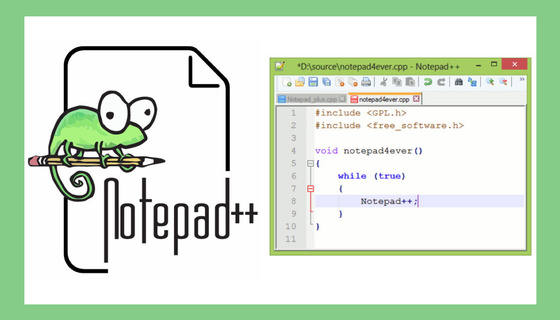 Notepad++
*D:\source\notepad4ever.cpp - Notepad++
Notepad_plus.cpp notepad4ever.cpp
1 #include <GPL.h>
2 #include <free_software.h>
3
4 void notepad4ever()
5 {
6 while (true)
7 {
8 Notepad++;
9 }
10 }
11